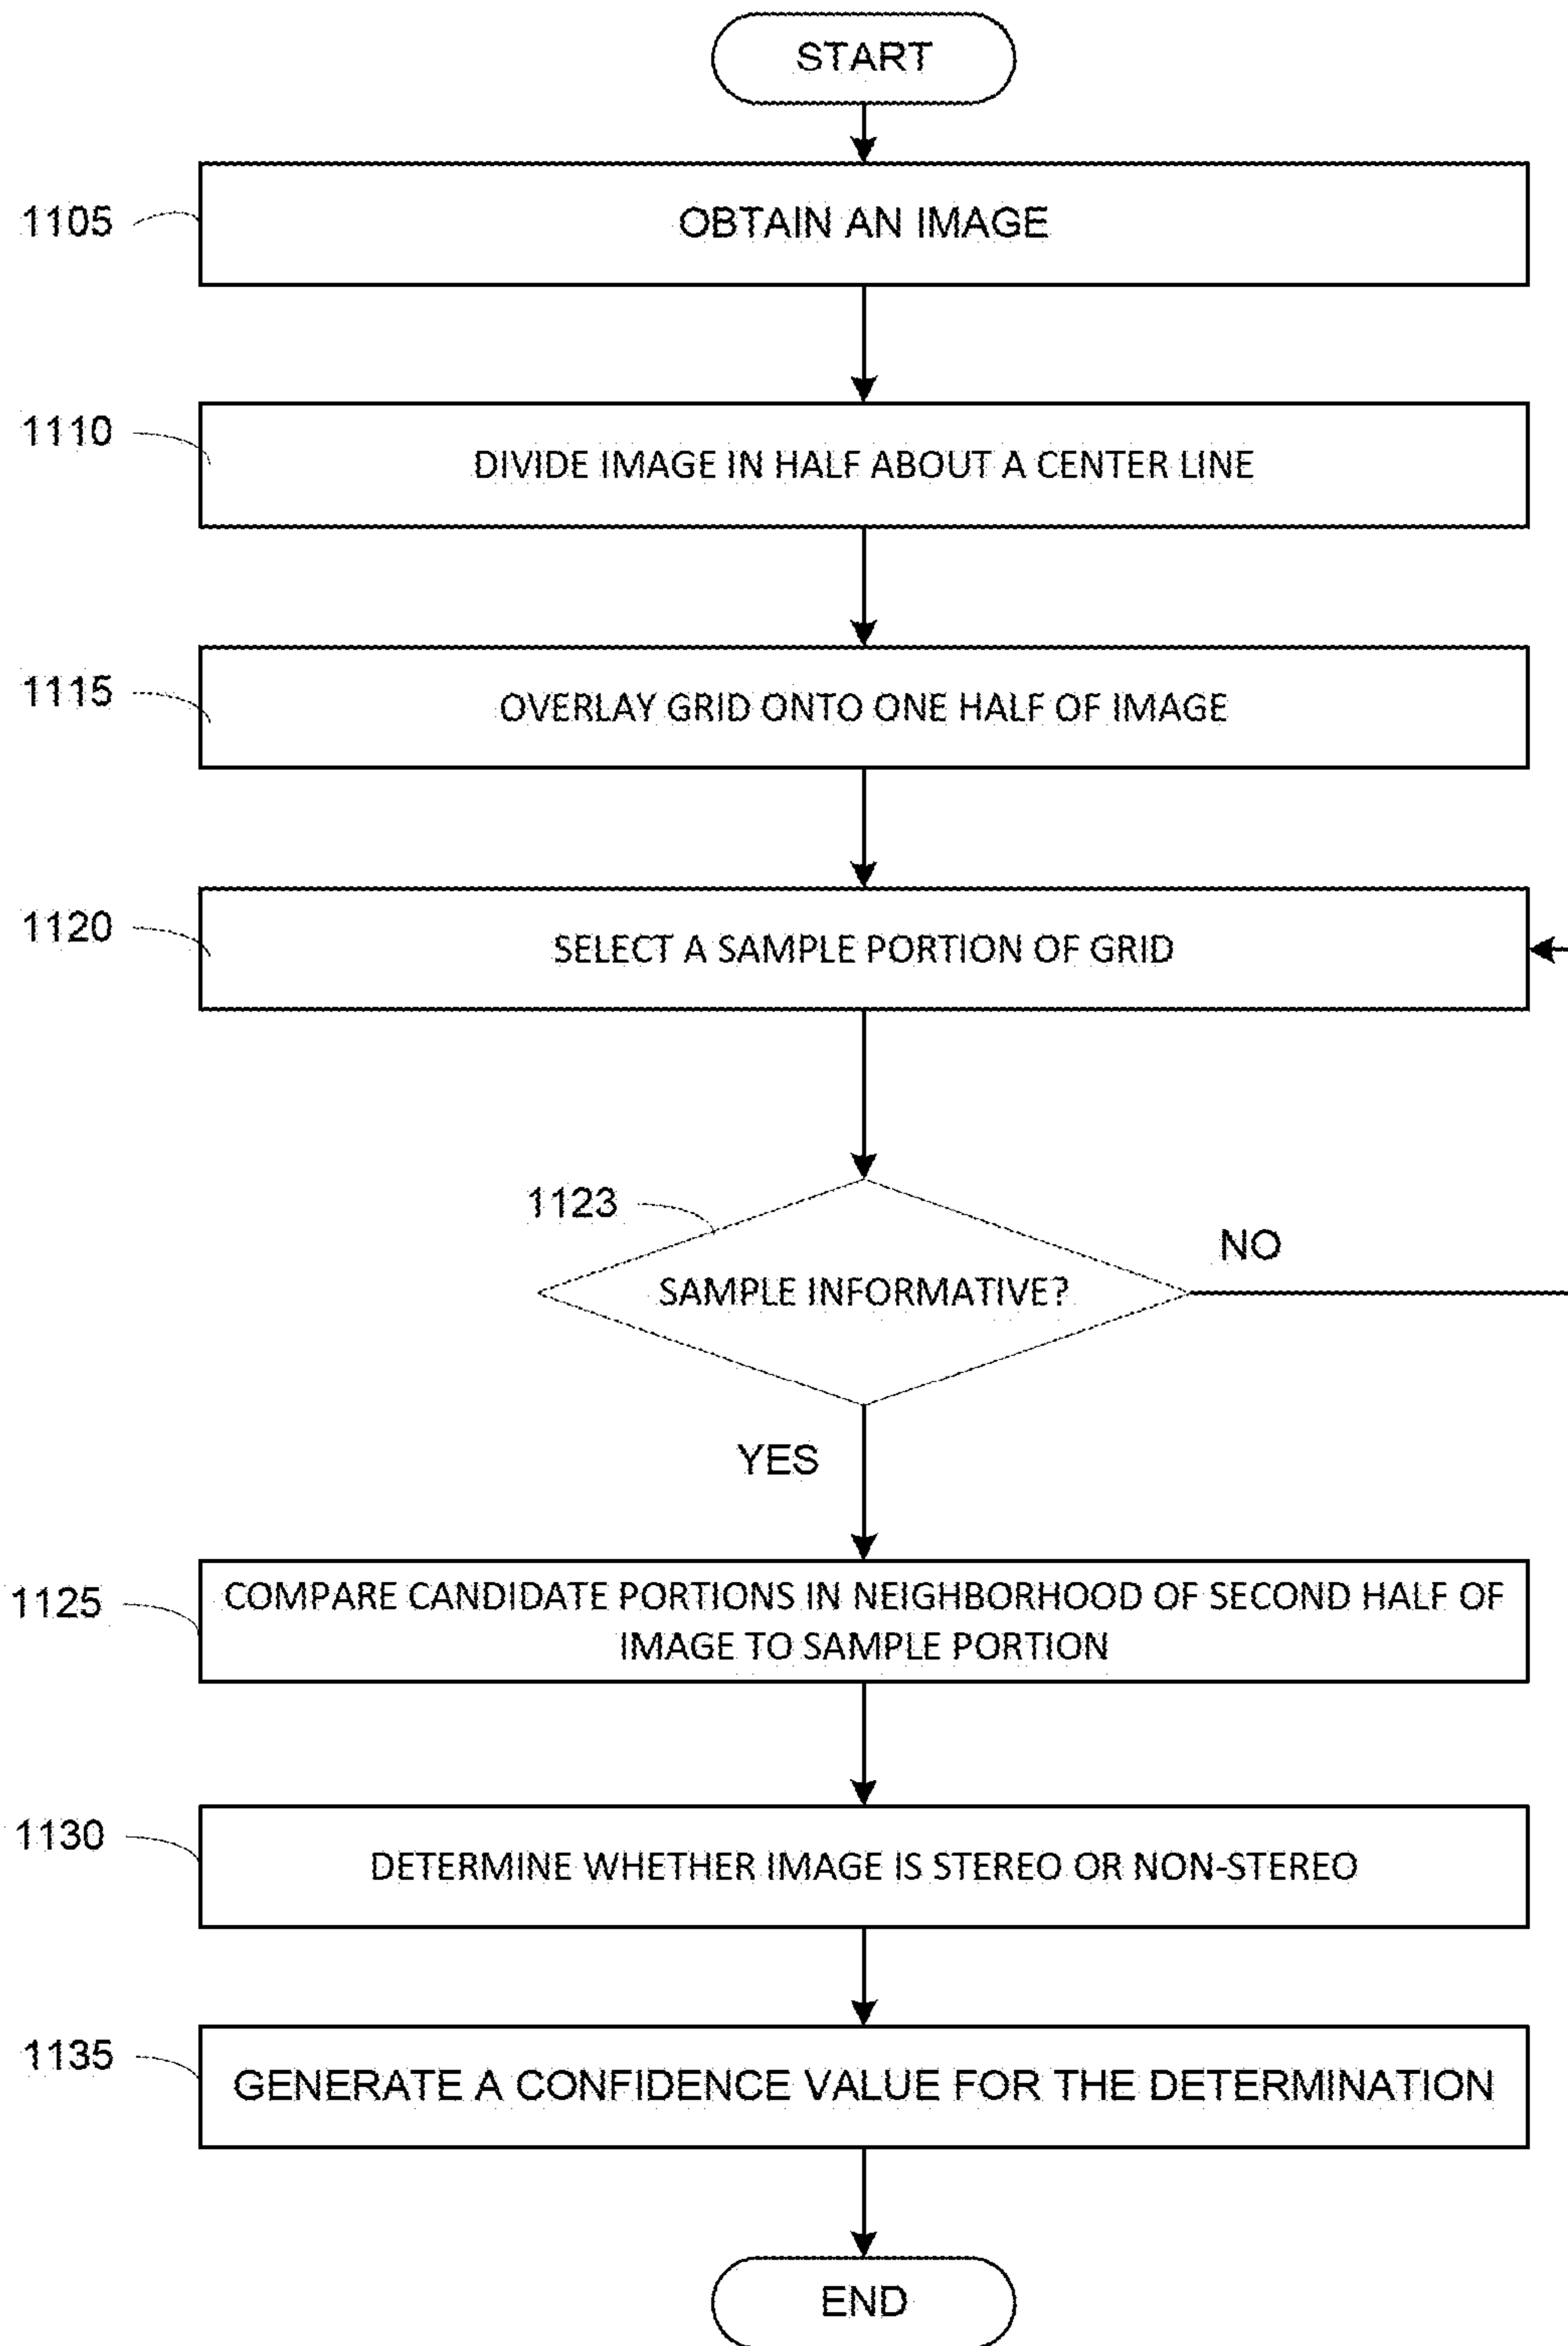 START
1105
OBTAIN AN IMAGE
1110
DIVIDE IMAGE IN HALF ABOUT A CENTER LINE
1115
OVERLAY GRID ONTO ONE HALF OF IMAGE
1120
SELECT A SAMPLE PORTION OF GRID
1123
NO
SAMPLE INFORMATIVE?
YES
1125
COMPARE CANDIDATE PORTIONS IN NEIGHBORHOOD OF SECOND HALF OF
IMAGE TO SAMPLE PORTION
1130
DETERMINE WHETHER IMAGE IS STEREO OR NON-STEREO
1135
GENERATE A CONFIDENCE VALUE FOR THE DETERMINATION
END